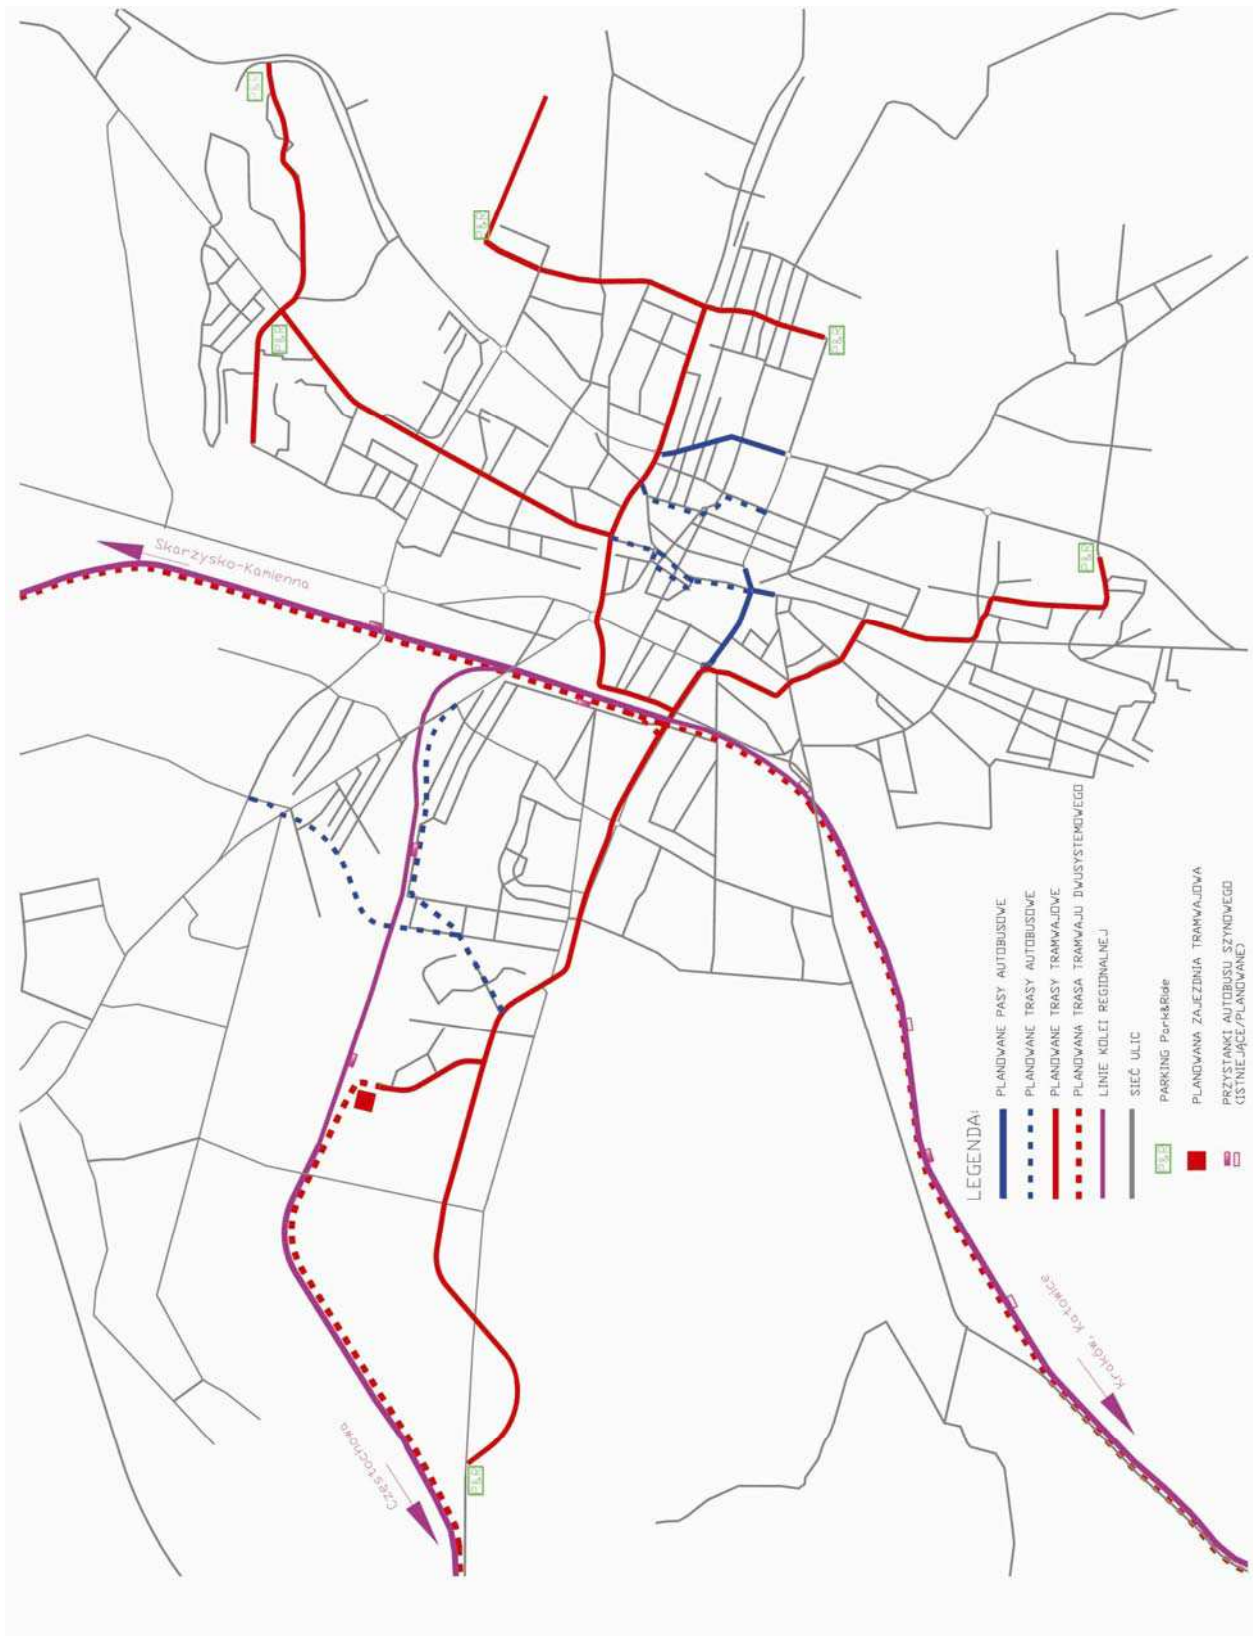 P&R
P&R
P&R
P&R
Skarżysko-Kamienna
P&R
LEGENDA:
PLANOWANE PASY AUTOBUSOWE
PLANOWANE TRASY AUTOBUSOWE
PLANOWANE TRASY TRAMWAJOWE
PLANOWANA TRASA TRAMWAJU DWUSYSTEMOWEGO
LINIE KOLEI REGIONALNEJ
SIEĆ ULIC
P&R PARKING Park&Ride
PLANOWANA ZAJEZDNIA TRAMWAJOWA
PRZYSTANKI AUTOBUSU SZYNOWEGO
(ISTNIEJĄCE/PLANOWANE)
Kraków, Katowice
Częstochowa
P&R